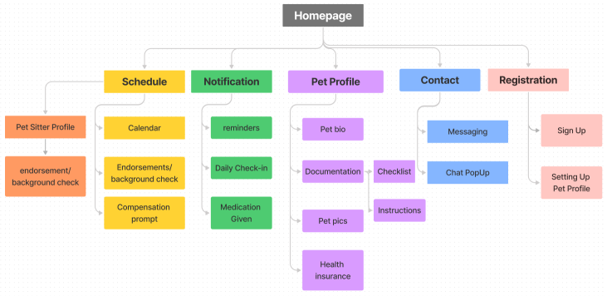 Homepage
Schedule
Notification
Pet Profile
Contact
Registration
Pet Sitter Profile
endorsement/
background check
Calendar
Endorsements/
background check
Compensation
prompt
reminders
Daily Check-in
Medication
Given
Pet bio
Documentation
Checklist
Instructions
Pet pics
Health
insurance
Messaging
Chat PopUp
Sign Up
Setting Up
Pet Profile